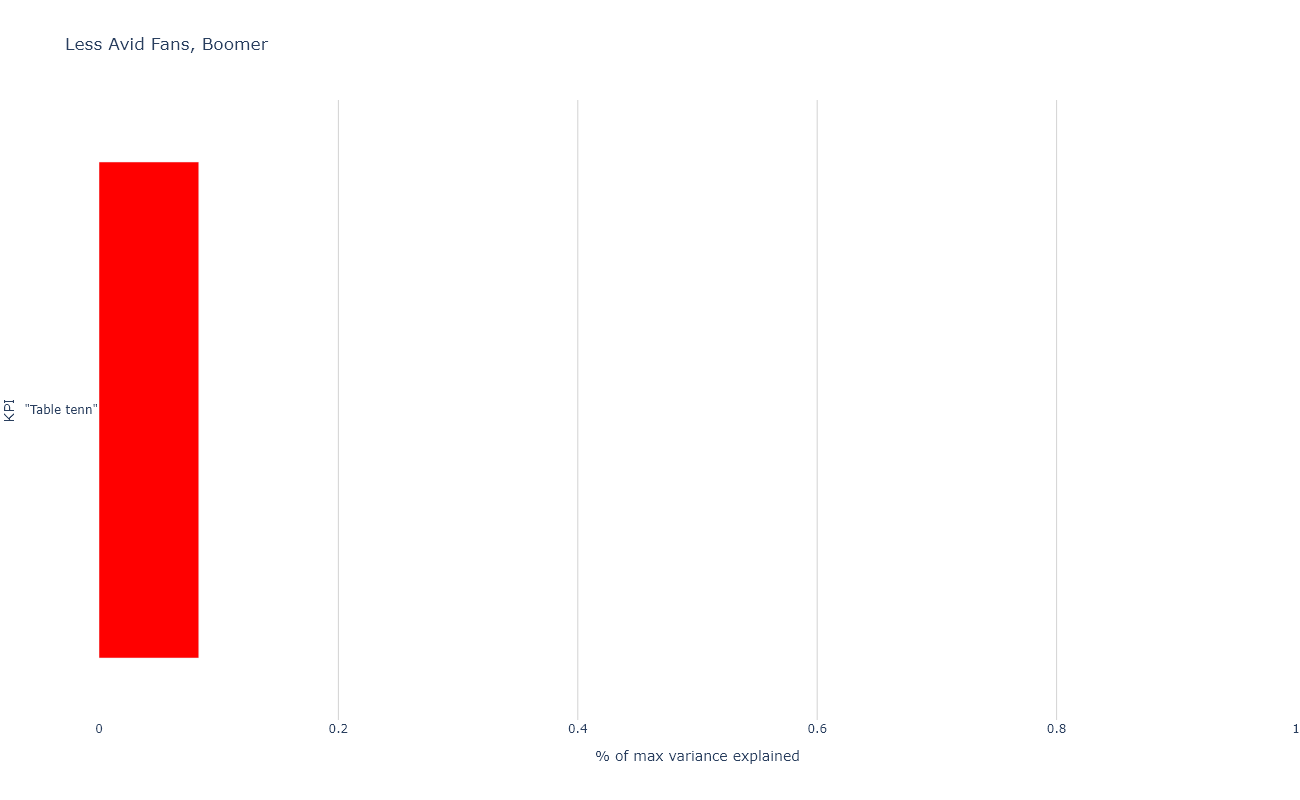 Less Avid Fans, Boomer
KPI
"Table tenn"
0 0.2 0.4 0.6 0.8 1
% of max variance explained